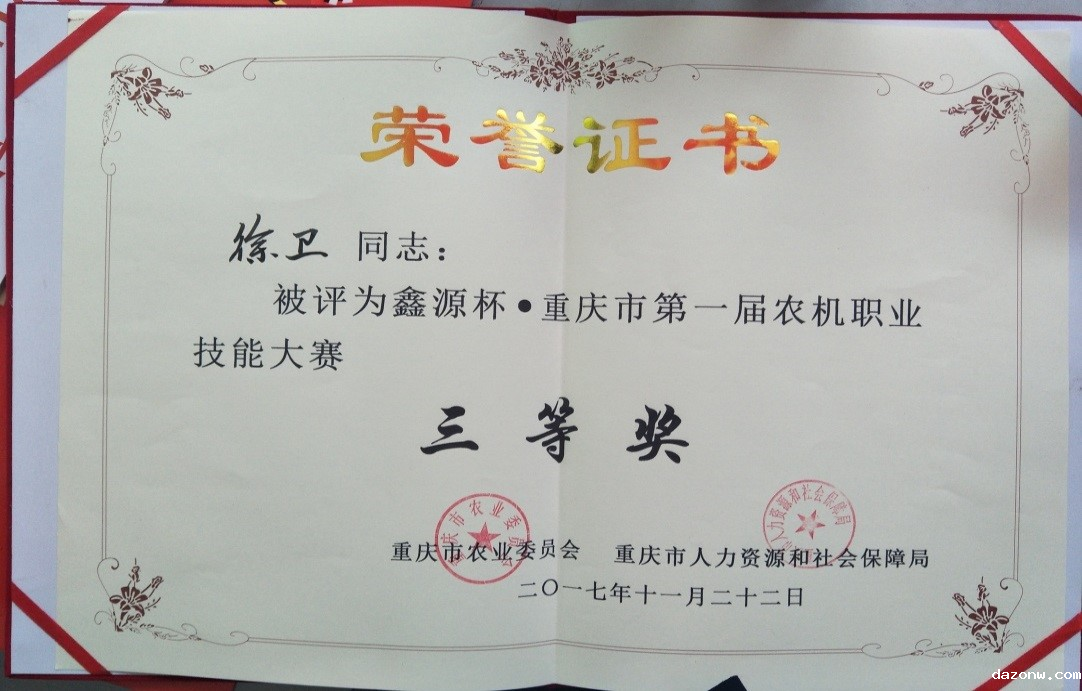 荣誉证书
徐卫 同志：
被评为鑫源杯•重庆市第一届农机职业
技能大赛
三等奖
重庆市农业委员会 重庆市人力资源和社会保障局
二〇一七年十一月二十二日
dazonw.com